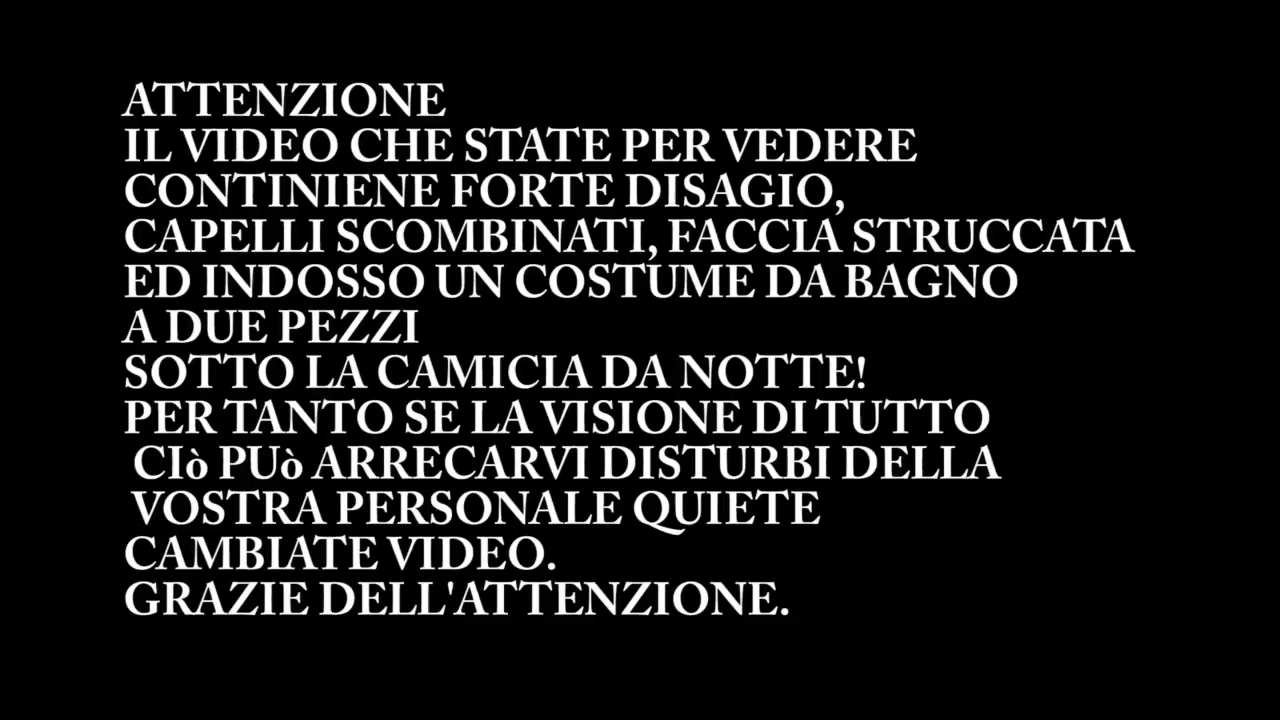 ATTENZIONE
IL VIDEO CHE STATE PER VEDERE
CONTINIENE FORTE DISAGIO,
CAPELLI SCOMBINATI, FACCIA STRUCCATA
ED INDOSSO UN COSTUME DA BAGNO
A DUE PEZZI
SOTTO LA CAMICIA DA NOTTE!
PER TANTO SE LA VISIONE DI TUTTO
CIò PUò ARRECARVI DISTURBI DELLA
VOSTRA PERSONALE QUIETE
CAMBIATE VIDEO.
GRAZIE DELL'ATTENZIONE.